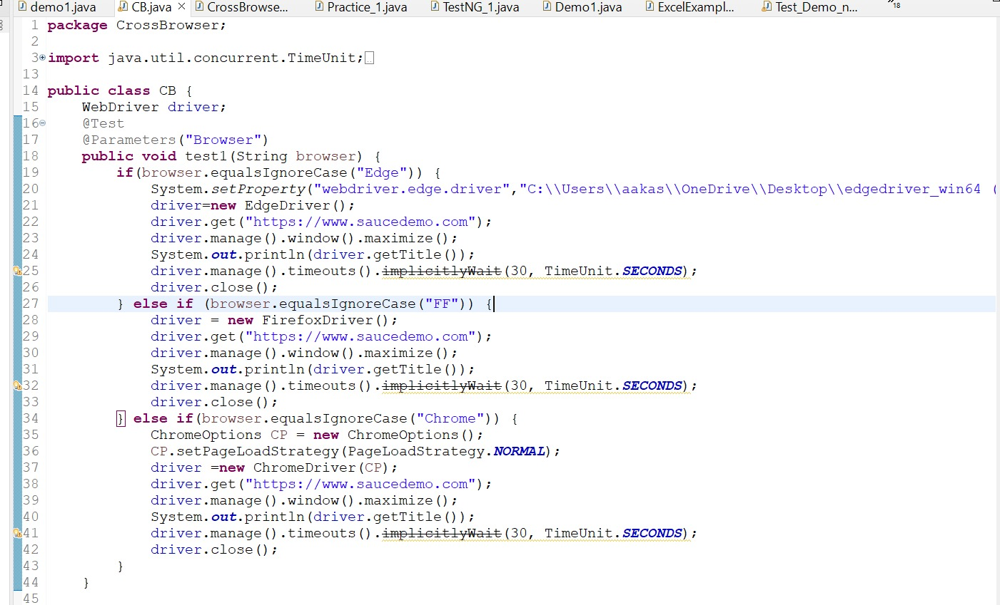 demo1.java CB.java CrossBrowse... Practice_1.java TestNG_1.java Demo1.java ExcelExampl... Test_Demo_n... 18
1 package CrossBrowser;
2
3 import java.util.concurrent.TimeUnit;
13
14 public class CB {
15     WebDriver driver;
16     @Test
17     @Parameters("Browser")
18     public void test1(String browser) {
19         if(browser.equalsIgnoreCase("Edge")) {
20             System.setProperty("webdriver.edge.driver","C:\\Users\\aakas\\OneDrive\\Desktop\\edgedriver_win64 (
21             driver=new EdgeDriver();
22             driver.get("https://www.saucedemo.com");
23             driver.manage().window().maximize();
24             System.out.println(driver.getTitle());
25             driver.manage().timeouts().implicitlyWait(30, TimeUnit.SECONDS);
26             driver.close();
27         } else if (browser.equalsIgnoreCase("FF")) {
28             driver = new FirefoxDriver();
29             driver.get("https://www.saucedemo.com");
30             driver.manage().window().maximize();
31             System.out.println(driver.getTitle());
32             driver.manage().timeouts().implicitlyWait(30, TimeUnit.SECONDS);
33             driver.close();
34         } else if(browser.equalsIgnoreCase("Chrome")) {
35             ChromeOptions CP = new ChromeOptions();
36             CP.setPageLoadStrategy(PageLoadStrategy.NORMAL);
37             driver =new ChromeDriver(CP);
38             driver.get("https://www.saucedemo.com");
39             driver.manage().window().maximize();
40             System.out.println(driver.getTitle());
41             driver.manage().timeouts().implicitlyWait(30, TimeUnit.SECONDS);
42             driver.close();
43         }
44     }
45